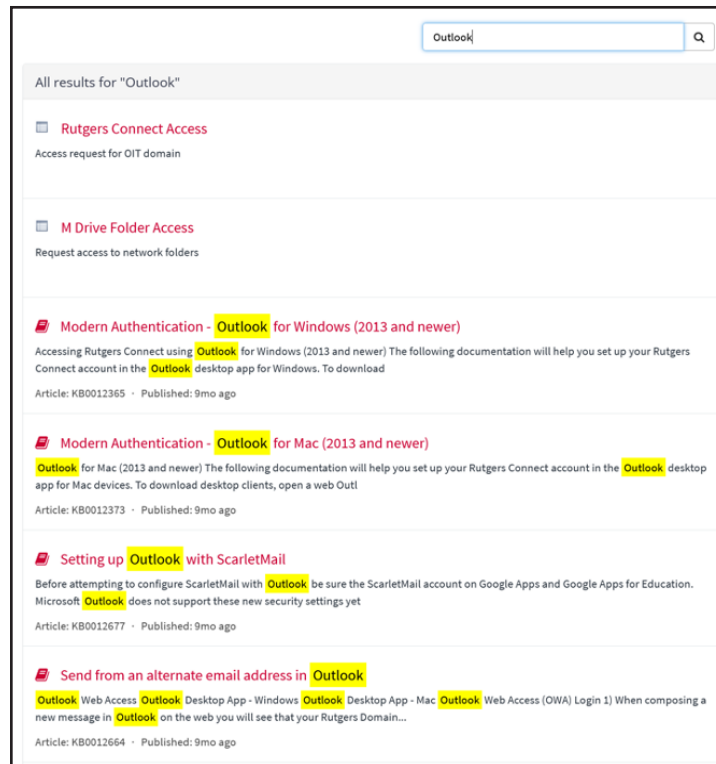 Outlook
All results for "Outlook"
Rutgers Connect Access
Access request for OIT domain
M Drive Folder Access
Request access to network folders
Modern Authentication - Outlook for Windows (2013 and newer)
Accessing Rutgers Connect using Outlook for Windows (2013 and newer) The following documentation will help you set up your Rutgers
Connect account in the Outlook desktop app for Windows. To download
Article: KB0012365 · Published: 9mo ago
Modern Authentication - Outlook for Mac (2013 and newer)
Outlook for Mac (2013 and newer) The following documentation will help you set up your Rutgers Connect account in the Outlook desktop
app for Mac devices. To download desktop clients, open a web Outl
Article: KB0012373 · Published: 9mo ago
Setting up Outlook with ScarletMail
Before attempting to configure ScarletMail with Outlook be sure the ScarletMail account on Google Apps and Google Apps for Education.
Microsoft Outlook does not support these new security settings yet
Article: KB0012677 · Published: 9mo ago
Send from an alternate email address in Outlook
Outlook Web Access Outlook Desktop App - Windows Outlook Desktop App - Mac Outlook Web Access (OWA) Login 1) When composing a
new message in Outlook on the web you will see that your Rutgers Domain...
Article: KB0012664 · Published: 9mo ago